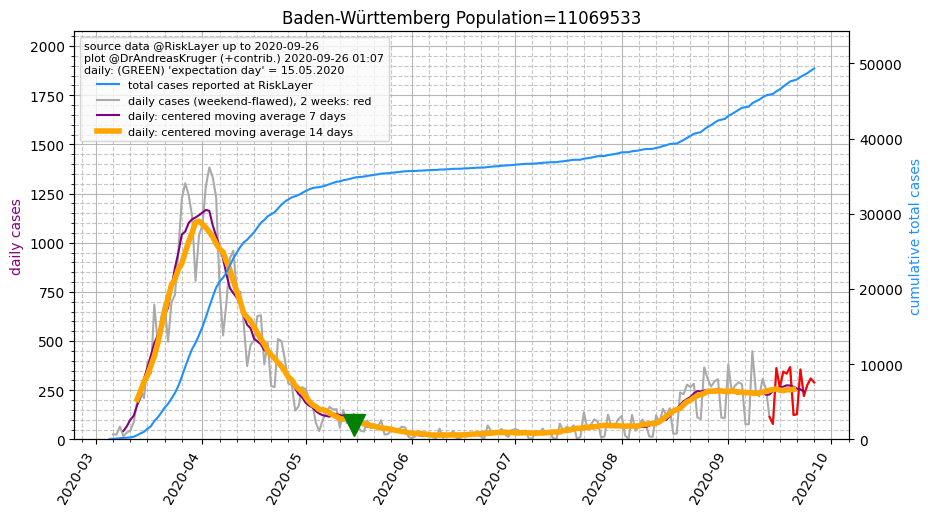 Baden-Württemberg Population=11069533
source data @RiskLayer up to 2020-09-26
plot @DrAndreasKruger (+contrib.) 2020-09-26 01:07
daily: (GREEN) 'expectation day' = 15.05.2020
total cases reported at RiskLayer
daily cases (weekend-flawed), 2 weeks: red
daily: centered moving average 7 days
daily: centered moving average 14 days
daily cases
2000
1750
1500
1250
1000
750
500
250
0
50000
40000
30000
20000
10000
0
cumulative total cases
2020-03
2020-04
2020-05
2020-06
2020-07
2020-08
2020-09
2020-10